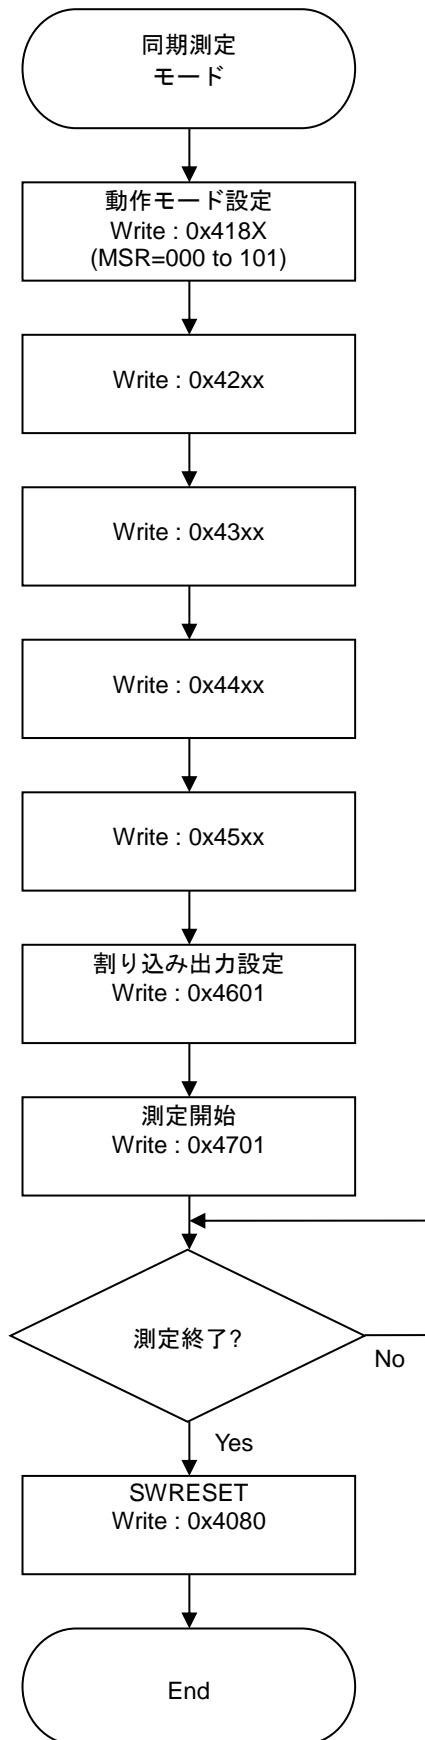 同期測定
モード
動作モード設定
Write : 0x418X
(MSR=000 to 101)
Write : 0x42xx
Write : 0x43xx
Write : 0x44xx
Write : 0x45xx
割り込み出力設定
Write : 0x4601
測定開始
Write : 0x4701
測定終了?
No
Yes
SWRESET
Write : 0x4080
End